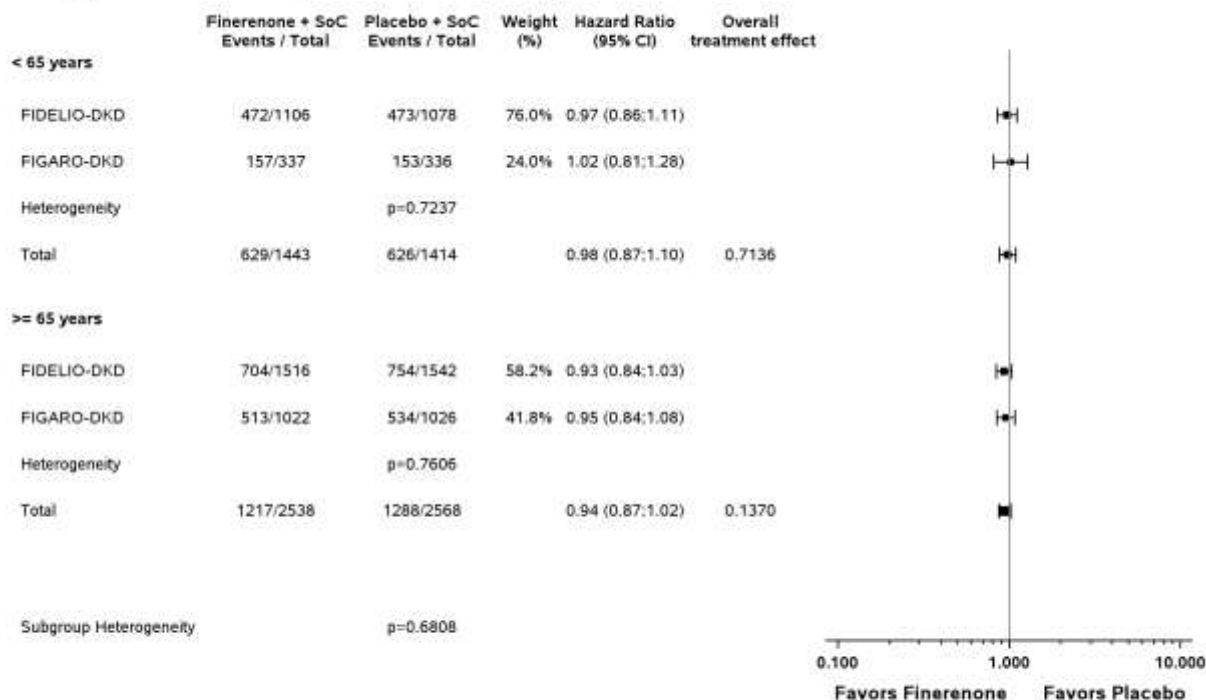 Finerenone + SoC Placebo + SoC Weight Hazard Ratio Overall
Events / Total Events / Total (%) (95% CI) treatment effect
< 65 years
FIDELIO-DKD 472/1106 473/1078 76.0% 0.97 (0.86;1.11)
FIGARO-DKD 157/337 153/336 24.0% 1.02 (0.81;1.28)
Heterogeneity p=0.7237
Total 629/1443 626/1414 0.98 (0.87;1.10) 0.7136
>= 65 years
FIDELIO-DKD 704/1516 754/1542 58.2% 0.93 (0.84;1.03)
FIGARO-DKD 513/1022 534/1026 41.8% 0.95 (0.84;1.08)
Heterogeneity p=0.7606
Total 1217/2538 1288/2568 0.94 (0.87;1.02) 0.1370
Subgroup Heterogeneity p=0.6808
0.100 1.000 10.000
Favors Finerenone Favors Placebo